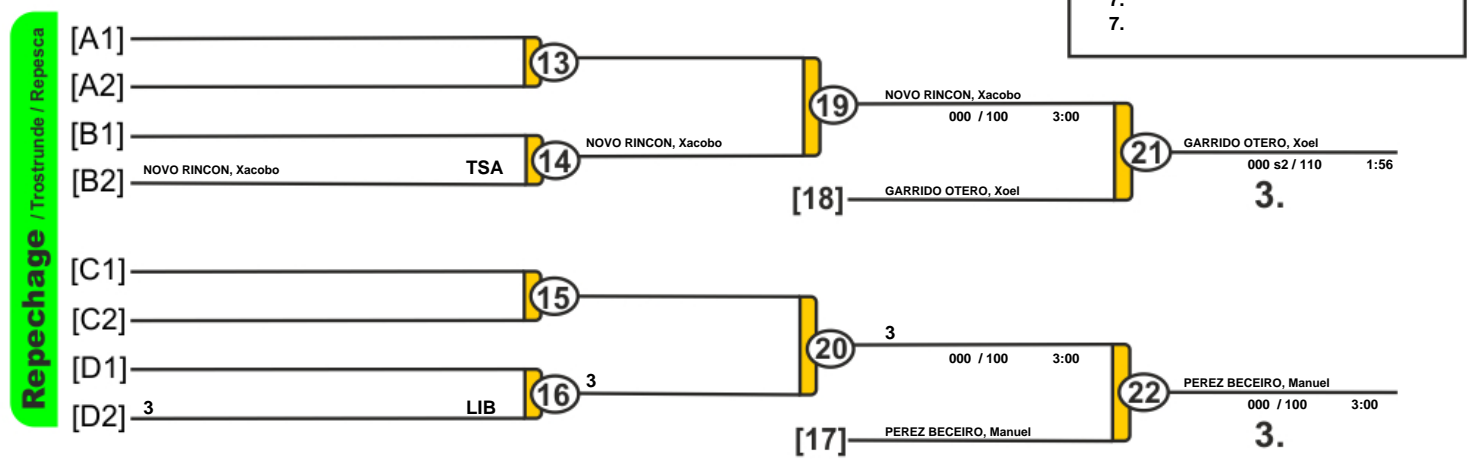 7.
7.
Repechage / Trostrunde / Repesca
[A1]
13
[A2]
19
NOVO RINCON, Xacobo
000 / 100 3:00
[B1]
14
NOVO RINCON, Xacobo
21
GARRIDO OTERO, Xoel
000 s2 / 110 1:56
3.
[B2] NOVO RINCON, Xacobo TSA
[18] GARRIDO OTERO, Xoel
[C1]
15
[C2]
20
3
000 / 100 3:00
[D1]
16
3
22
PEREZ BECEIRO, Manuel
000 / 100 3:00
3.
[D2] 3 LIB
[17] PEREZ BECEIRO, Manuel